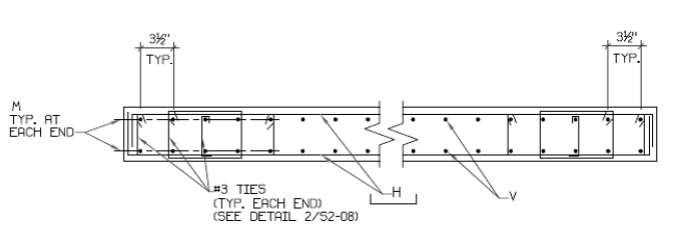 3½"
TYP.
3½"
TYP.
M
TYP. AT
EACH END
#3 TIES
(TYP. EACH END)
(SEE DETAIL 2/S2-08)
H
V